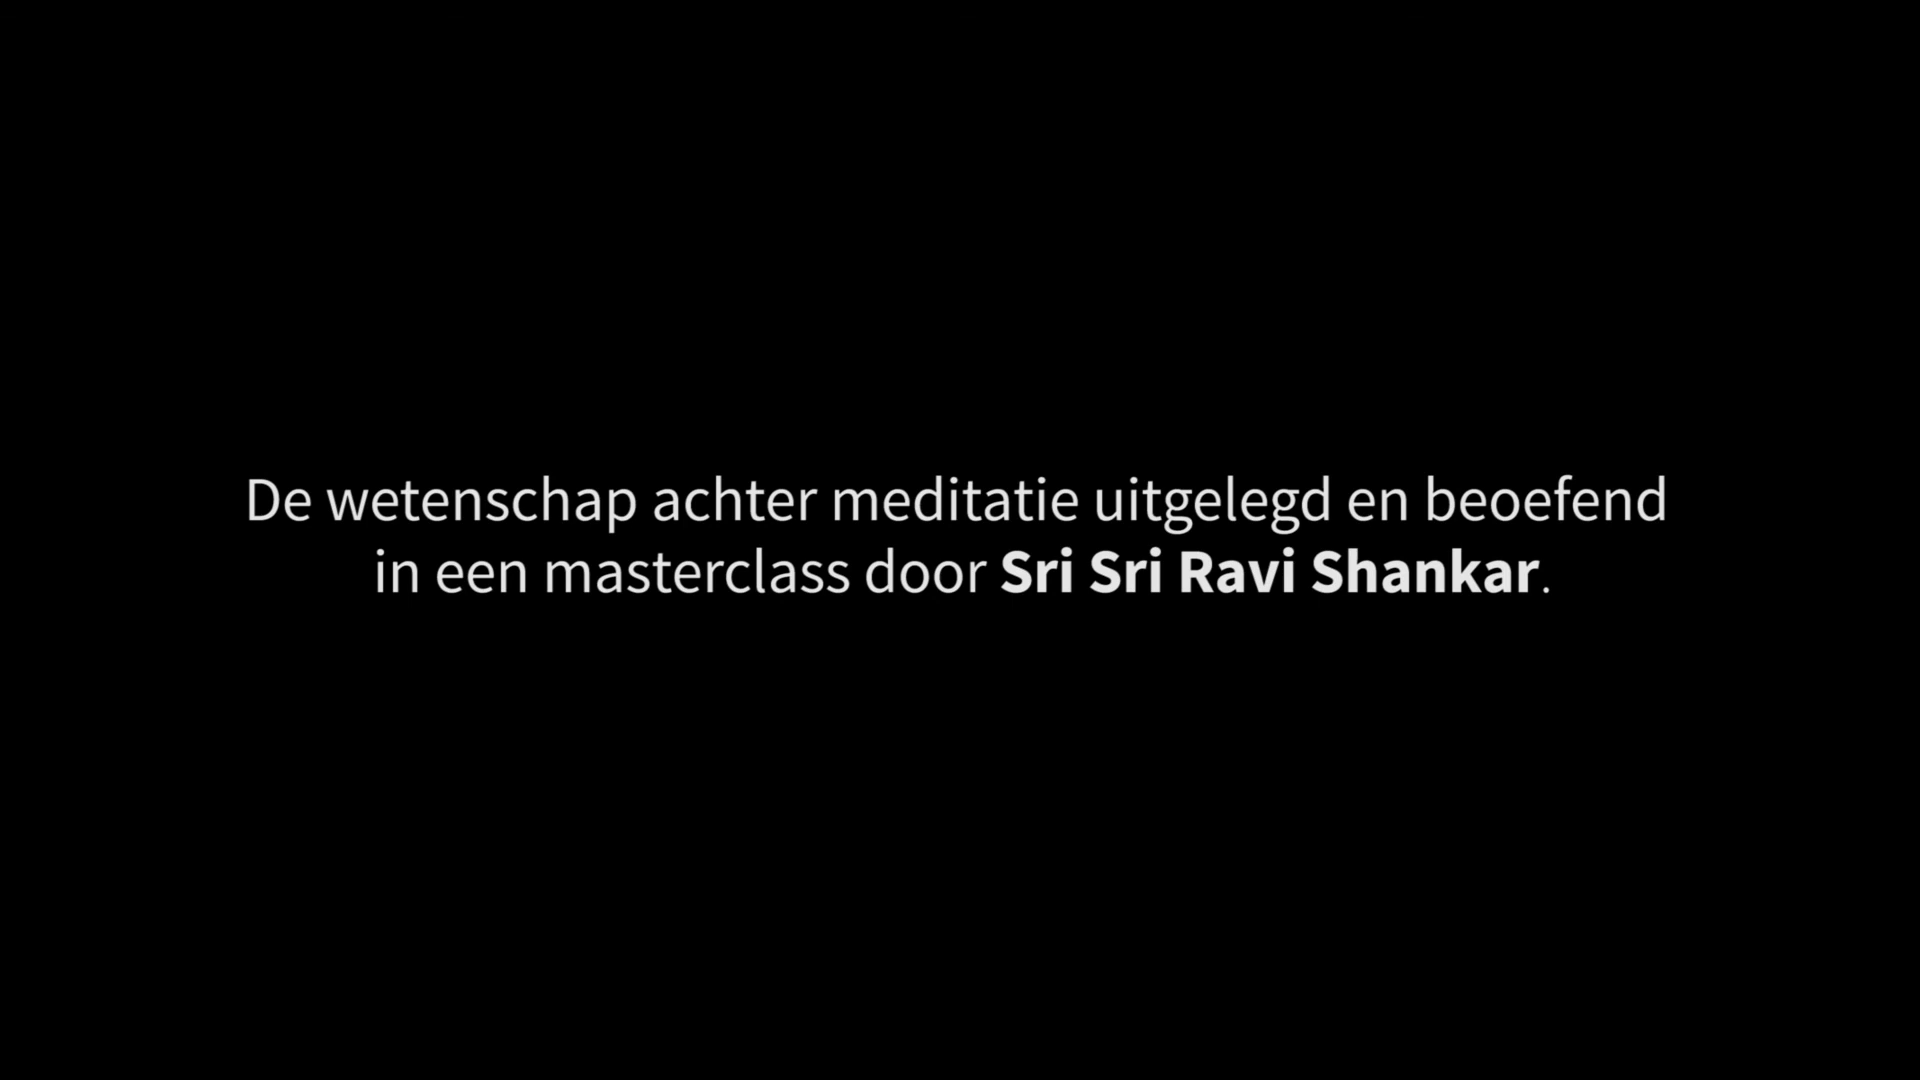 De wetenschap achter meditatie uitgelegd en beoefend
in een masterclass door Sri Sri Ravi Shankar.